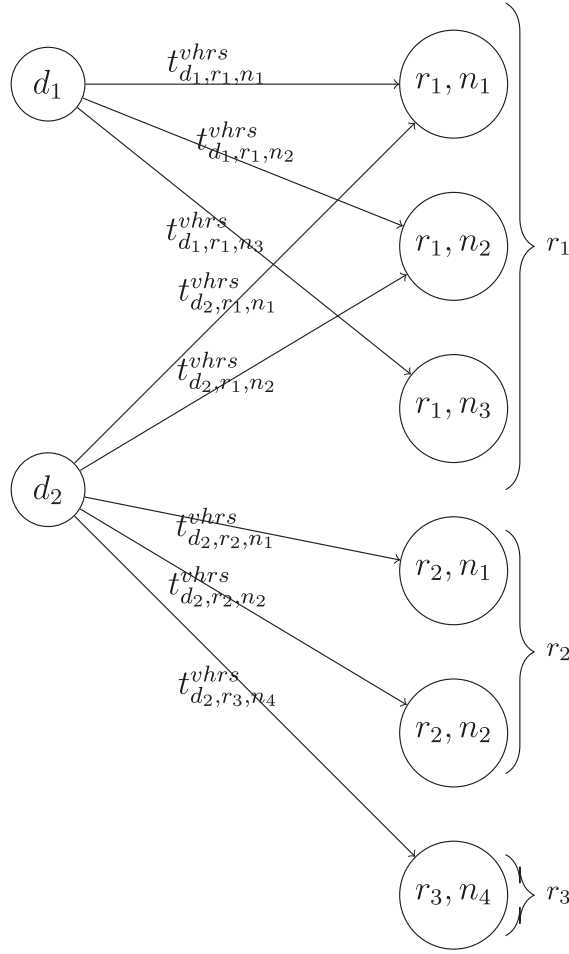 d_1
t^{vhrs}_{d_1,r_1,n_1}
r_1, n_1
t^{vhrs}_{d_1,r_1,n_2}
t^{vhrs}_{d_1,r_1,n_3}
r_1, n_2
r_1
t^{vhrs}_{d_2,r_1,n_1}
t^{vhrs}_{d_2,r_1,n_2}
r_1, n_3
d_2
t^{vhrs}_{d_2,r_2,n_1}
r_2, n_1
t^{vhrs}_{d_2,r_2,n_2}
r_2
t^{vhrs}_{d_2,r_3,n_4}
r_2, n_2
r_3, n_4
r_3